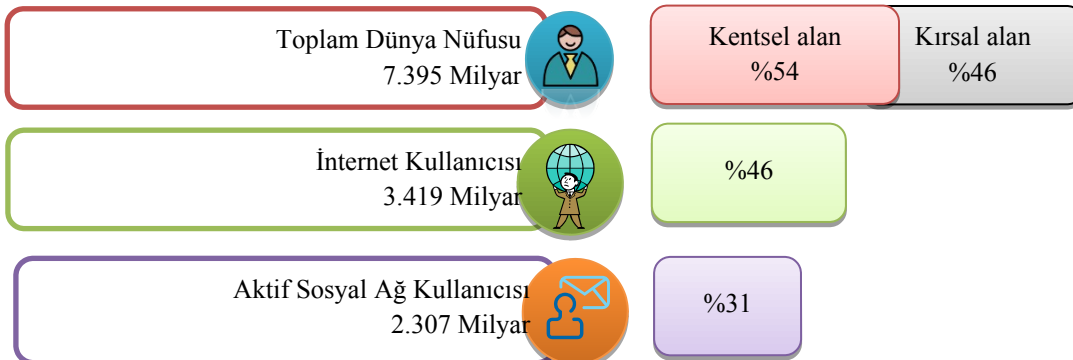 Toplam Dünya Nüfusu
7.395 Milyar
Kentsel alan
%54
Kırsal alan
%46
İnternet Kullanıcısı
3.419 Milyar
%46
Aktif Sosyal Ağ Kullanıcısı
2.307 Milyar
%31